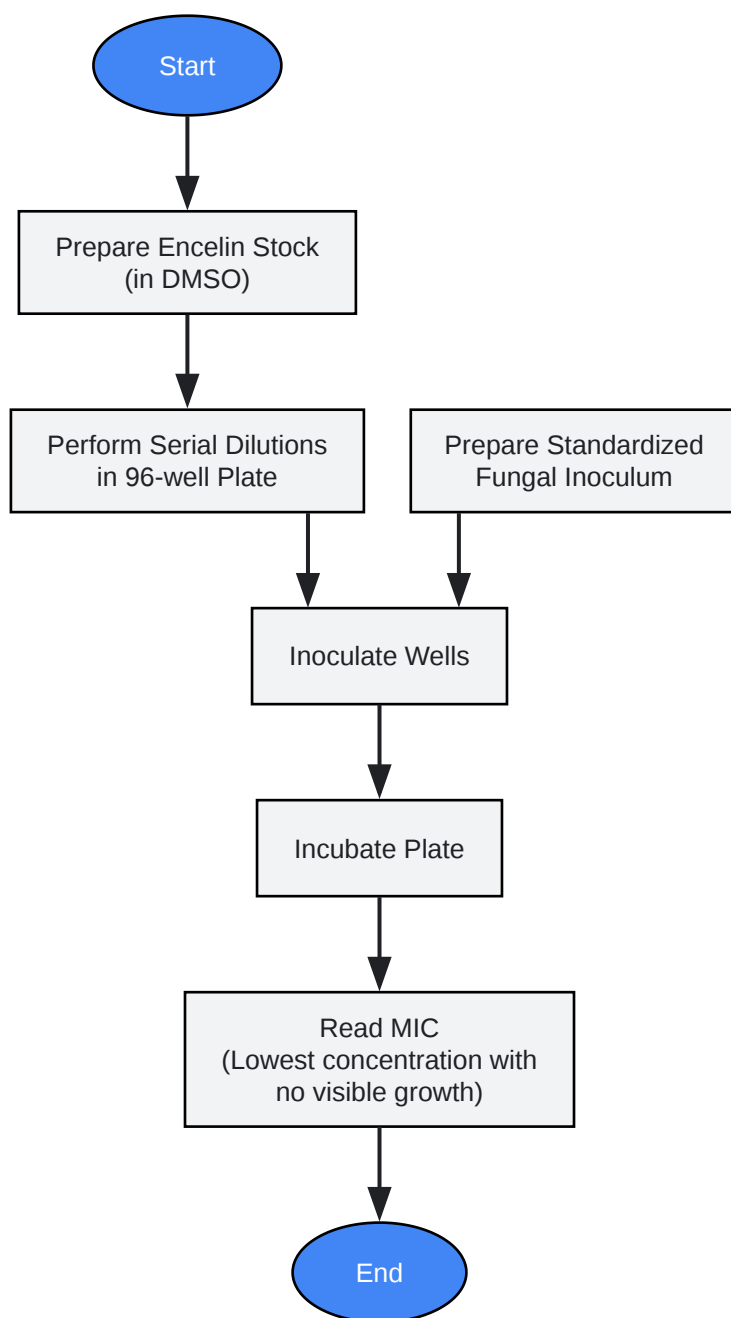 Start
Prepare Encelin Stock
(in DMSO)
Perform Serial Dilutions
in 96-well Plate
Prepare Standardized
Fungal Inoculum
Inoculate Wells
Incubate Plate
Read MIC
(Lowest concentration with
no visible growth)
End